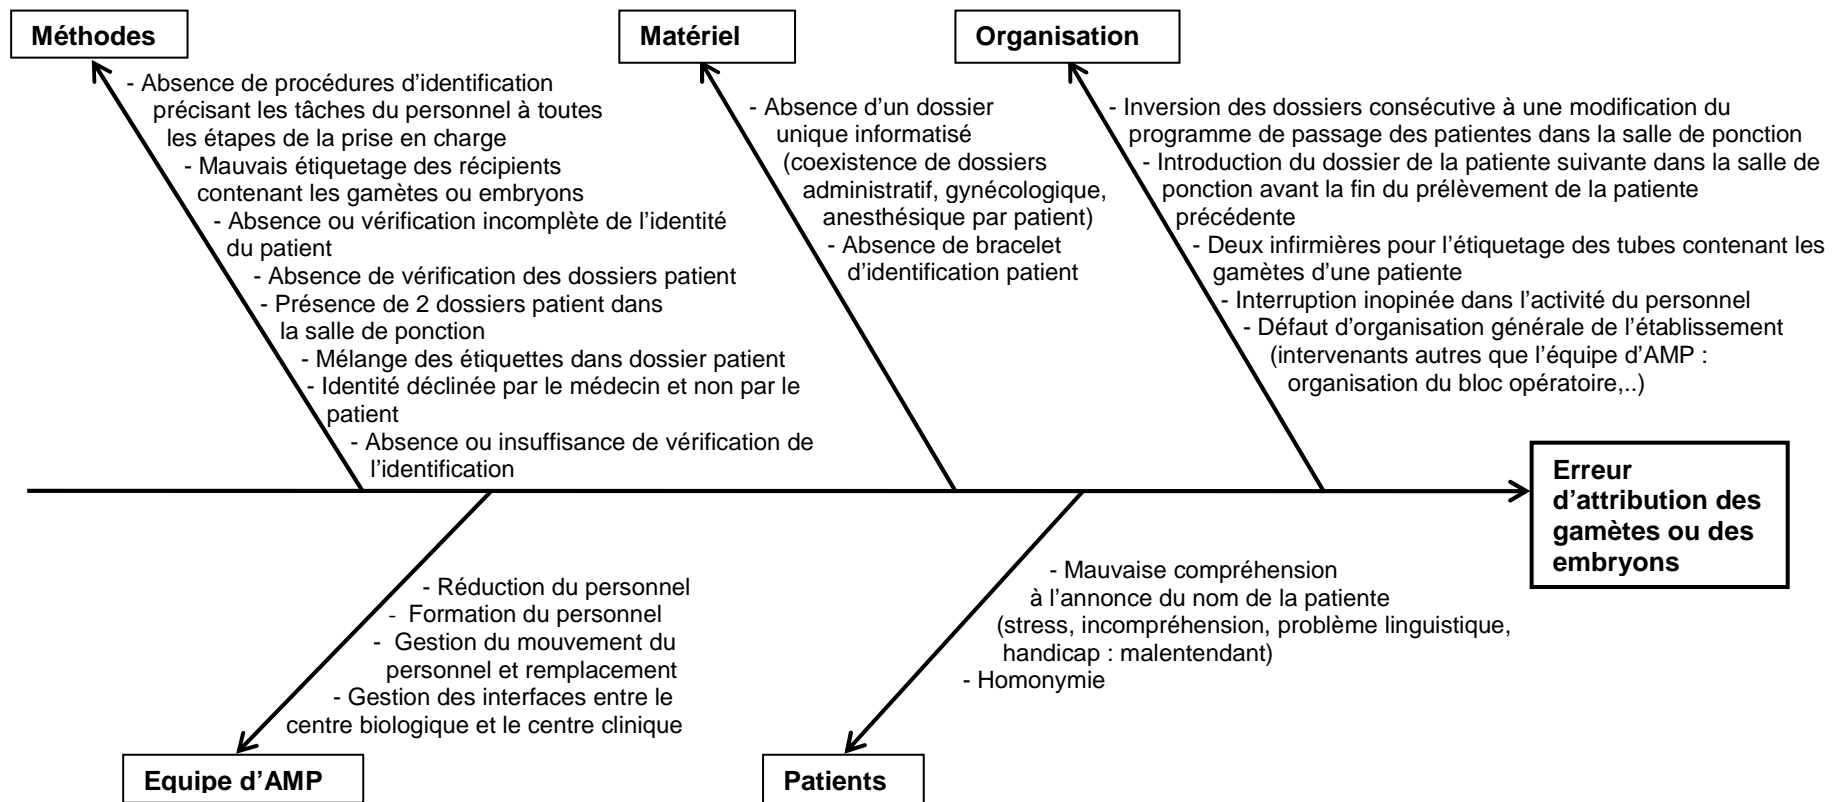 Méthodes
- Absence de procédures d'identification
précisant les tâches du personnel à toutes
les étapes de la prise en charge
- Mauvais étiquetage des récipients
contenant les gamètes ou embryons
- Absence ou vérification incomplète de l'identité
du patient
- Absence de vérification des dossiers patient
- Présence de 2 dossiers patient dans
la salle de ponction
- Mélange des étiquettes dans dossier patient
- Identité déclinée par le médecin et non par le
patient
- Absence ou insuffisance de vérification de
l'identification
Matériel
- Absence d'un dossier
unique informatisé
(coexistence de dossiers
administratif, gynécologique,
anesthésique par patient)
- Absence de bracelet
d'identification patient
Organisation
- Inversion des dossiers consécutive à une modification du
programme de passage des patientes dans la salle de ponction
- Introduction du dossier de la patiente suivante dans la salle de
ponction avant la fin du prélèvement de la patiente
précédente
- Deux infirmières pour l'étiquetage des tubes contenant les
gamètes d'une patiente
- Interruption inopinée dans l'activité du personnel
- Défaut d'organisation générale de l'établissement
(intervenants autres que l'équipe d'AMP :
organisation du bloc opératoire,..)
Erreur
d'attribution des
gamètes ou des
embryons
- Réduction du personnel
- Formation du personnel
- Gestion du mouvement du
personnel et remplacement
- Gestion des interfaces entre le
centre biologique et le centre clinique
Equipe d'AMP
- Mauvaise compréhension
à l'annonce du nom de la patiente
(stress, incompréhension, problème linguistique,
handicap : malentendant)
- Homonymie
Patients